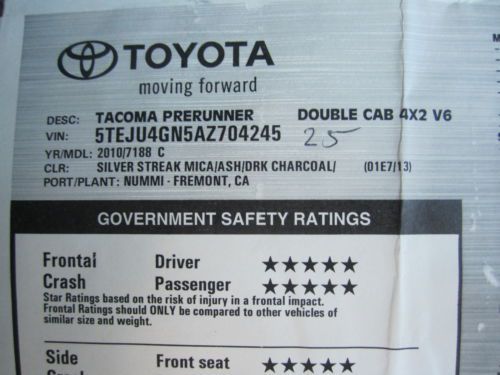 TOYOTA
moving forward
DESC: TACOMA PRERUNNER DOUBLE CAB 4X2 V6
VIN: 5TEJU4GN5AZ704245 25
YR/MDL: 2010/7188 C
CLR: SILVER STREAK MICA/ASH/DRK CHARCOAL/ (01E7/13)
PORT/PLANT: NUMMI - FREMONT, CA
GOVERNMENT SAFETY RATINGS
Frontal Driver ★★★★★
Crash Passenger ★★★★★
Star Ratings based on the risk of injury in a frontal impact.
Frontal Ratings should ONLY be compared to other vehicles of
similar size and weight.
Side Front seat ★★★★★